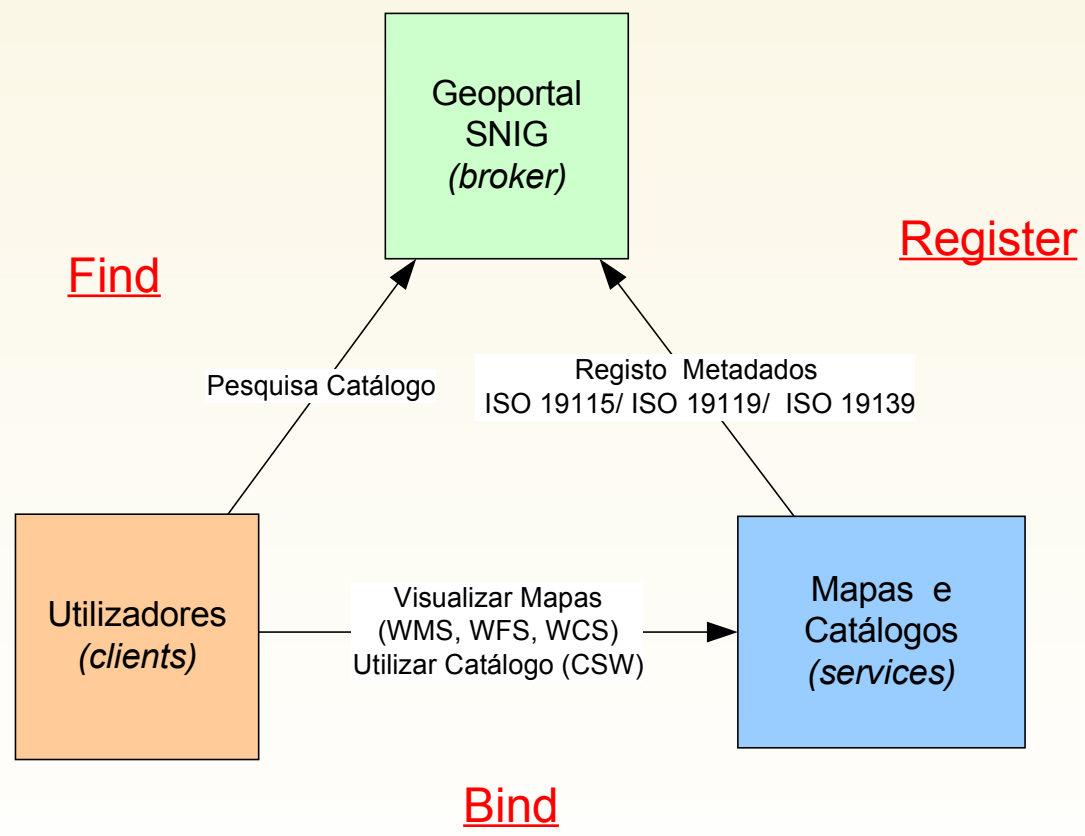 Geoportal
SNIG
(broker)
Register
Find
Registo Metadados
ISO 19115/ ISO 19119/ ISO 19139
Pesquisa Catálogo
Utilizadores
(clients)
Visualizar Mapas
(WMS, WFS, WCS)
Utilizar Catálogo (CSW)
Mapas e
Catálogos
(services)
Bind